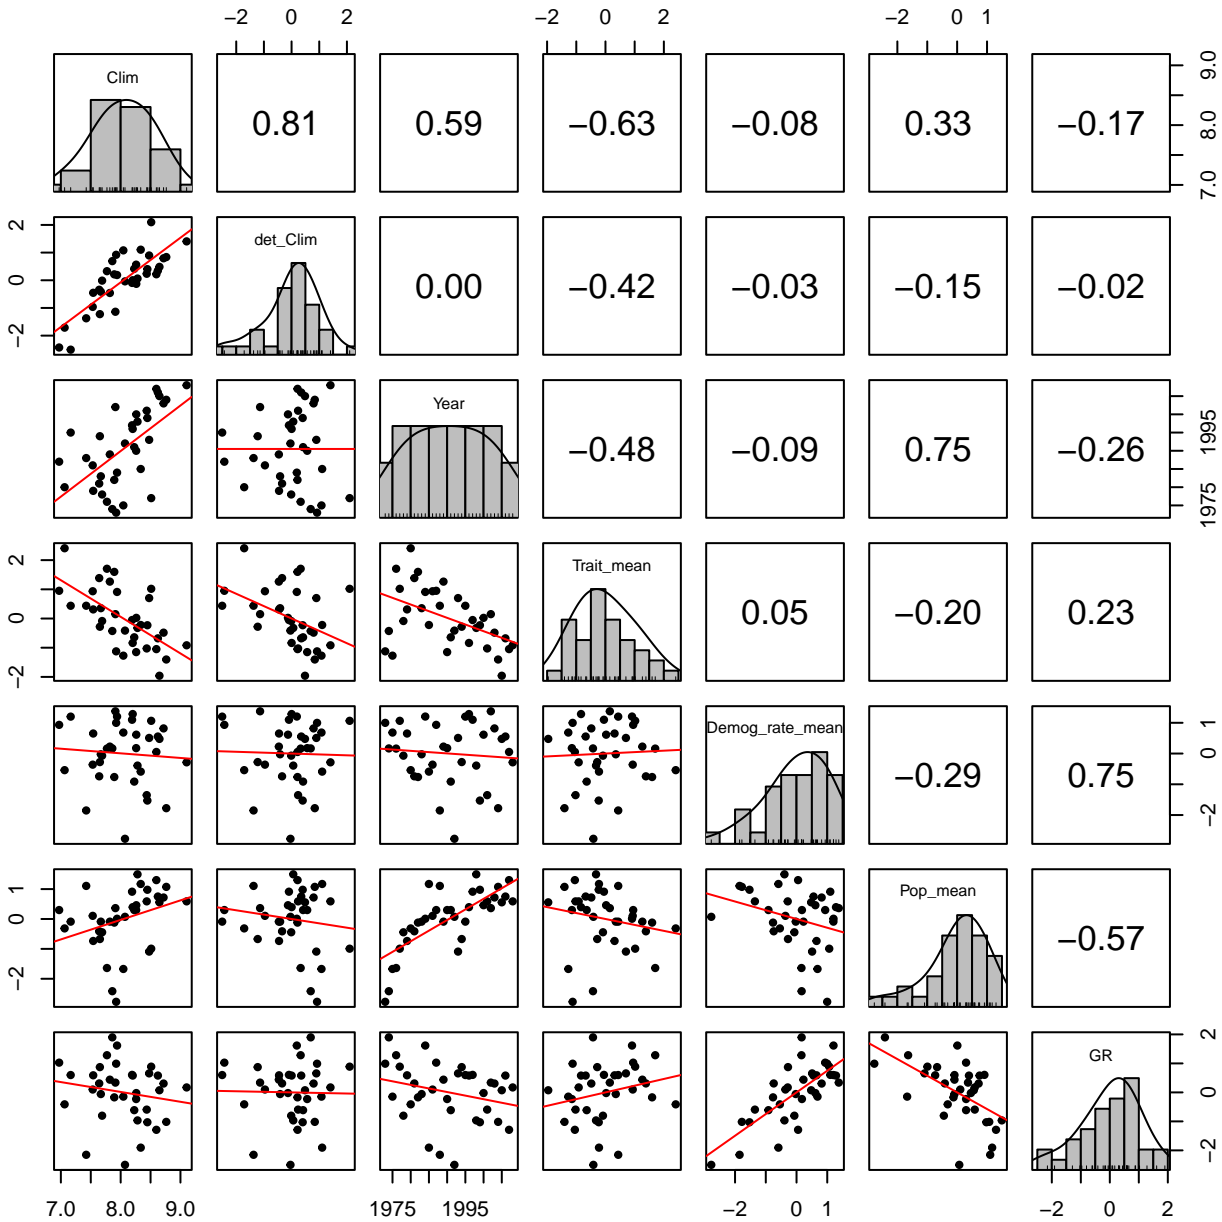 −2 0 2 −2 0 2 −2 0 1
Clim 0.81 0.59 −0.63 −0.08 0.33 −0.17 7.0 8.0 9.0
−2 0 2 det_Clim 0.00 −0.42 −0.03 −0.15 −0.02
Year −0.48 −0.09 0.75 −0.26 1975 1995
−2 0 2 Trait_mean 0.05 −0.20 0.23
Demog_rate_mean −0.29 0.75 −2 0 1
−2 0 1 Pop_mean −0.57
GR −2 0 2
7.0 8.0 9.0 1975 1995 −2 0 −2 0 2